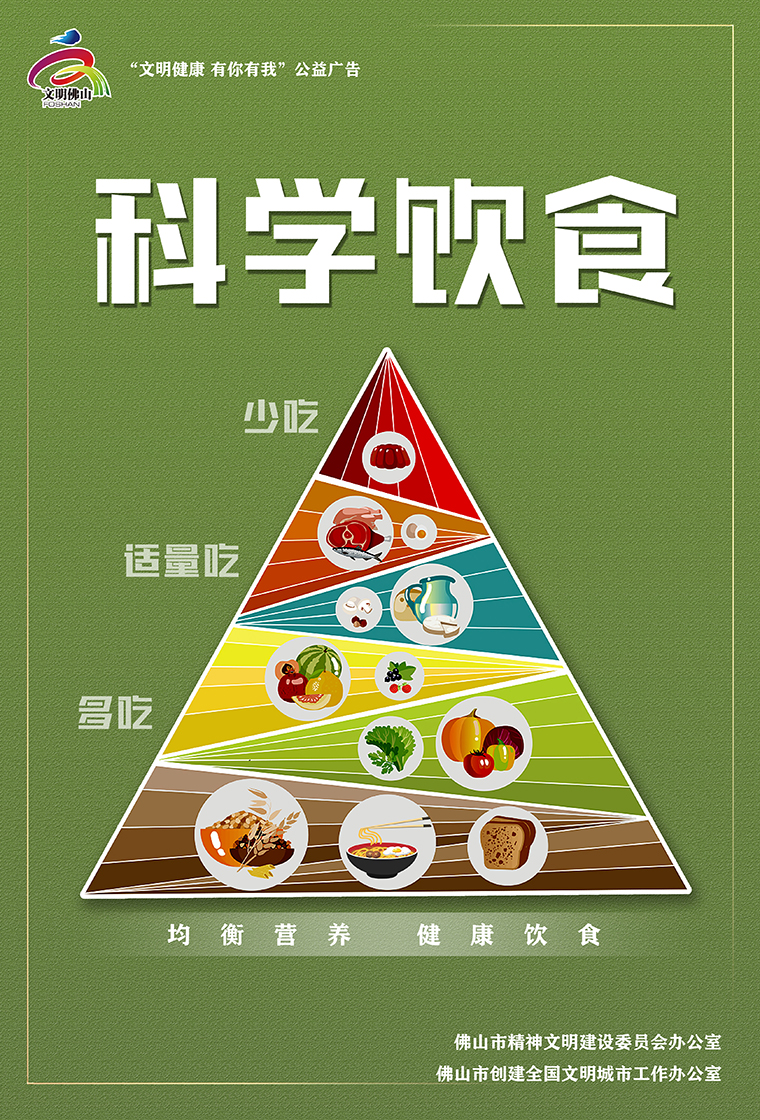 文明佛山
FOSHAN
“文明健康 有你有我”公益广告
科学饮食
少吃
适量吃
多吃
均衡营养 健康饮食
佛山市精神文明建设委员会办公室
佛山市创建全国文明城市工作办公室